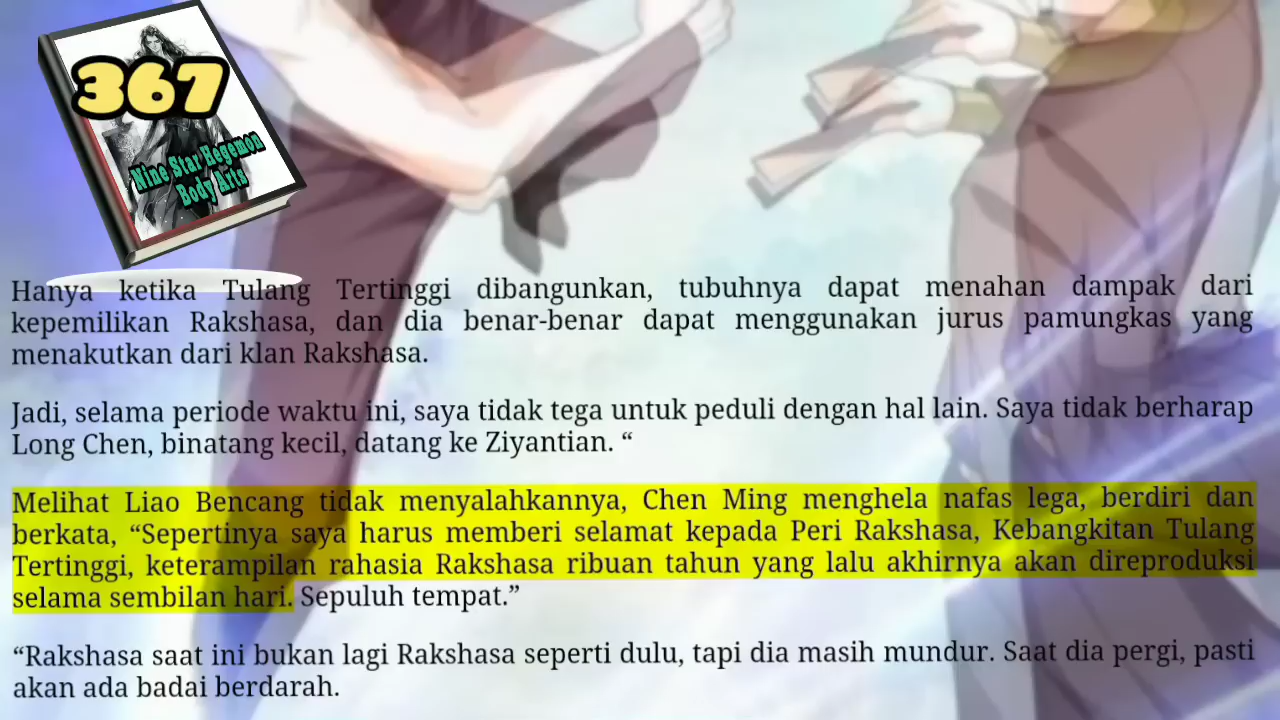 367
Nine Star Hegemon
Body Arts
Hanya ketika Tulang Tertinggi dibangunkan, tubuhnya dapat menahan dampak dari
kepemilikan Rakshasa, dan dia benar-benar dapat menggunakan jurus pamungkas yang
menakutkan dari klan Rakshasa.
Jadi, selama periode waktu ini, saya tidak tega untuk peduli dengan hal lain. Saya tidak berharap
Long Chen, binatang kecil, datang ke Ziyantian. “
Melihat Liao Bencang tidak menyalahkannya, Chen Ming menghela nafas lega, berdiri dan
berkata, “Sepertinya saya harus memberi selamat kepada Peri Rakshasa, Kebangkitan Tulang
Tertinggi, keterampilan rahasia Rakshasa ribuan tahun yang lalu akhirnya akan direproduksi
selama sembilan hari. Sepuluh tempat.”
“Rakshasa saat ini bukan lagi Rakshasa seperti dulu, tapi dia masih mundur. Saat dia pergi, pasti
akan ada badai berdarah.